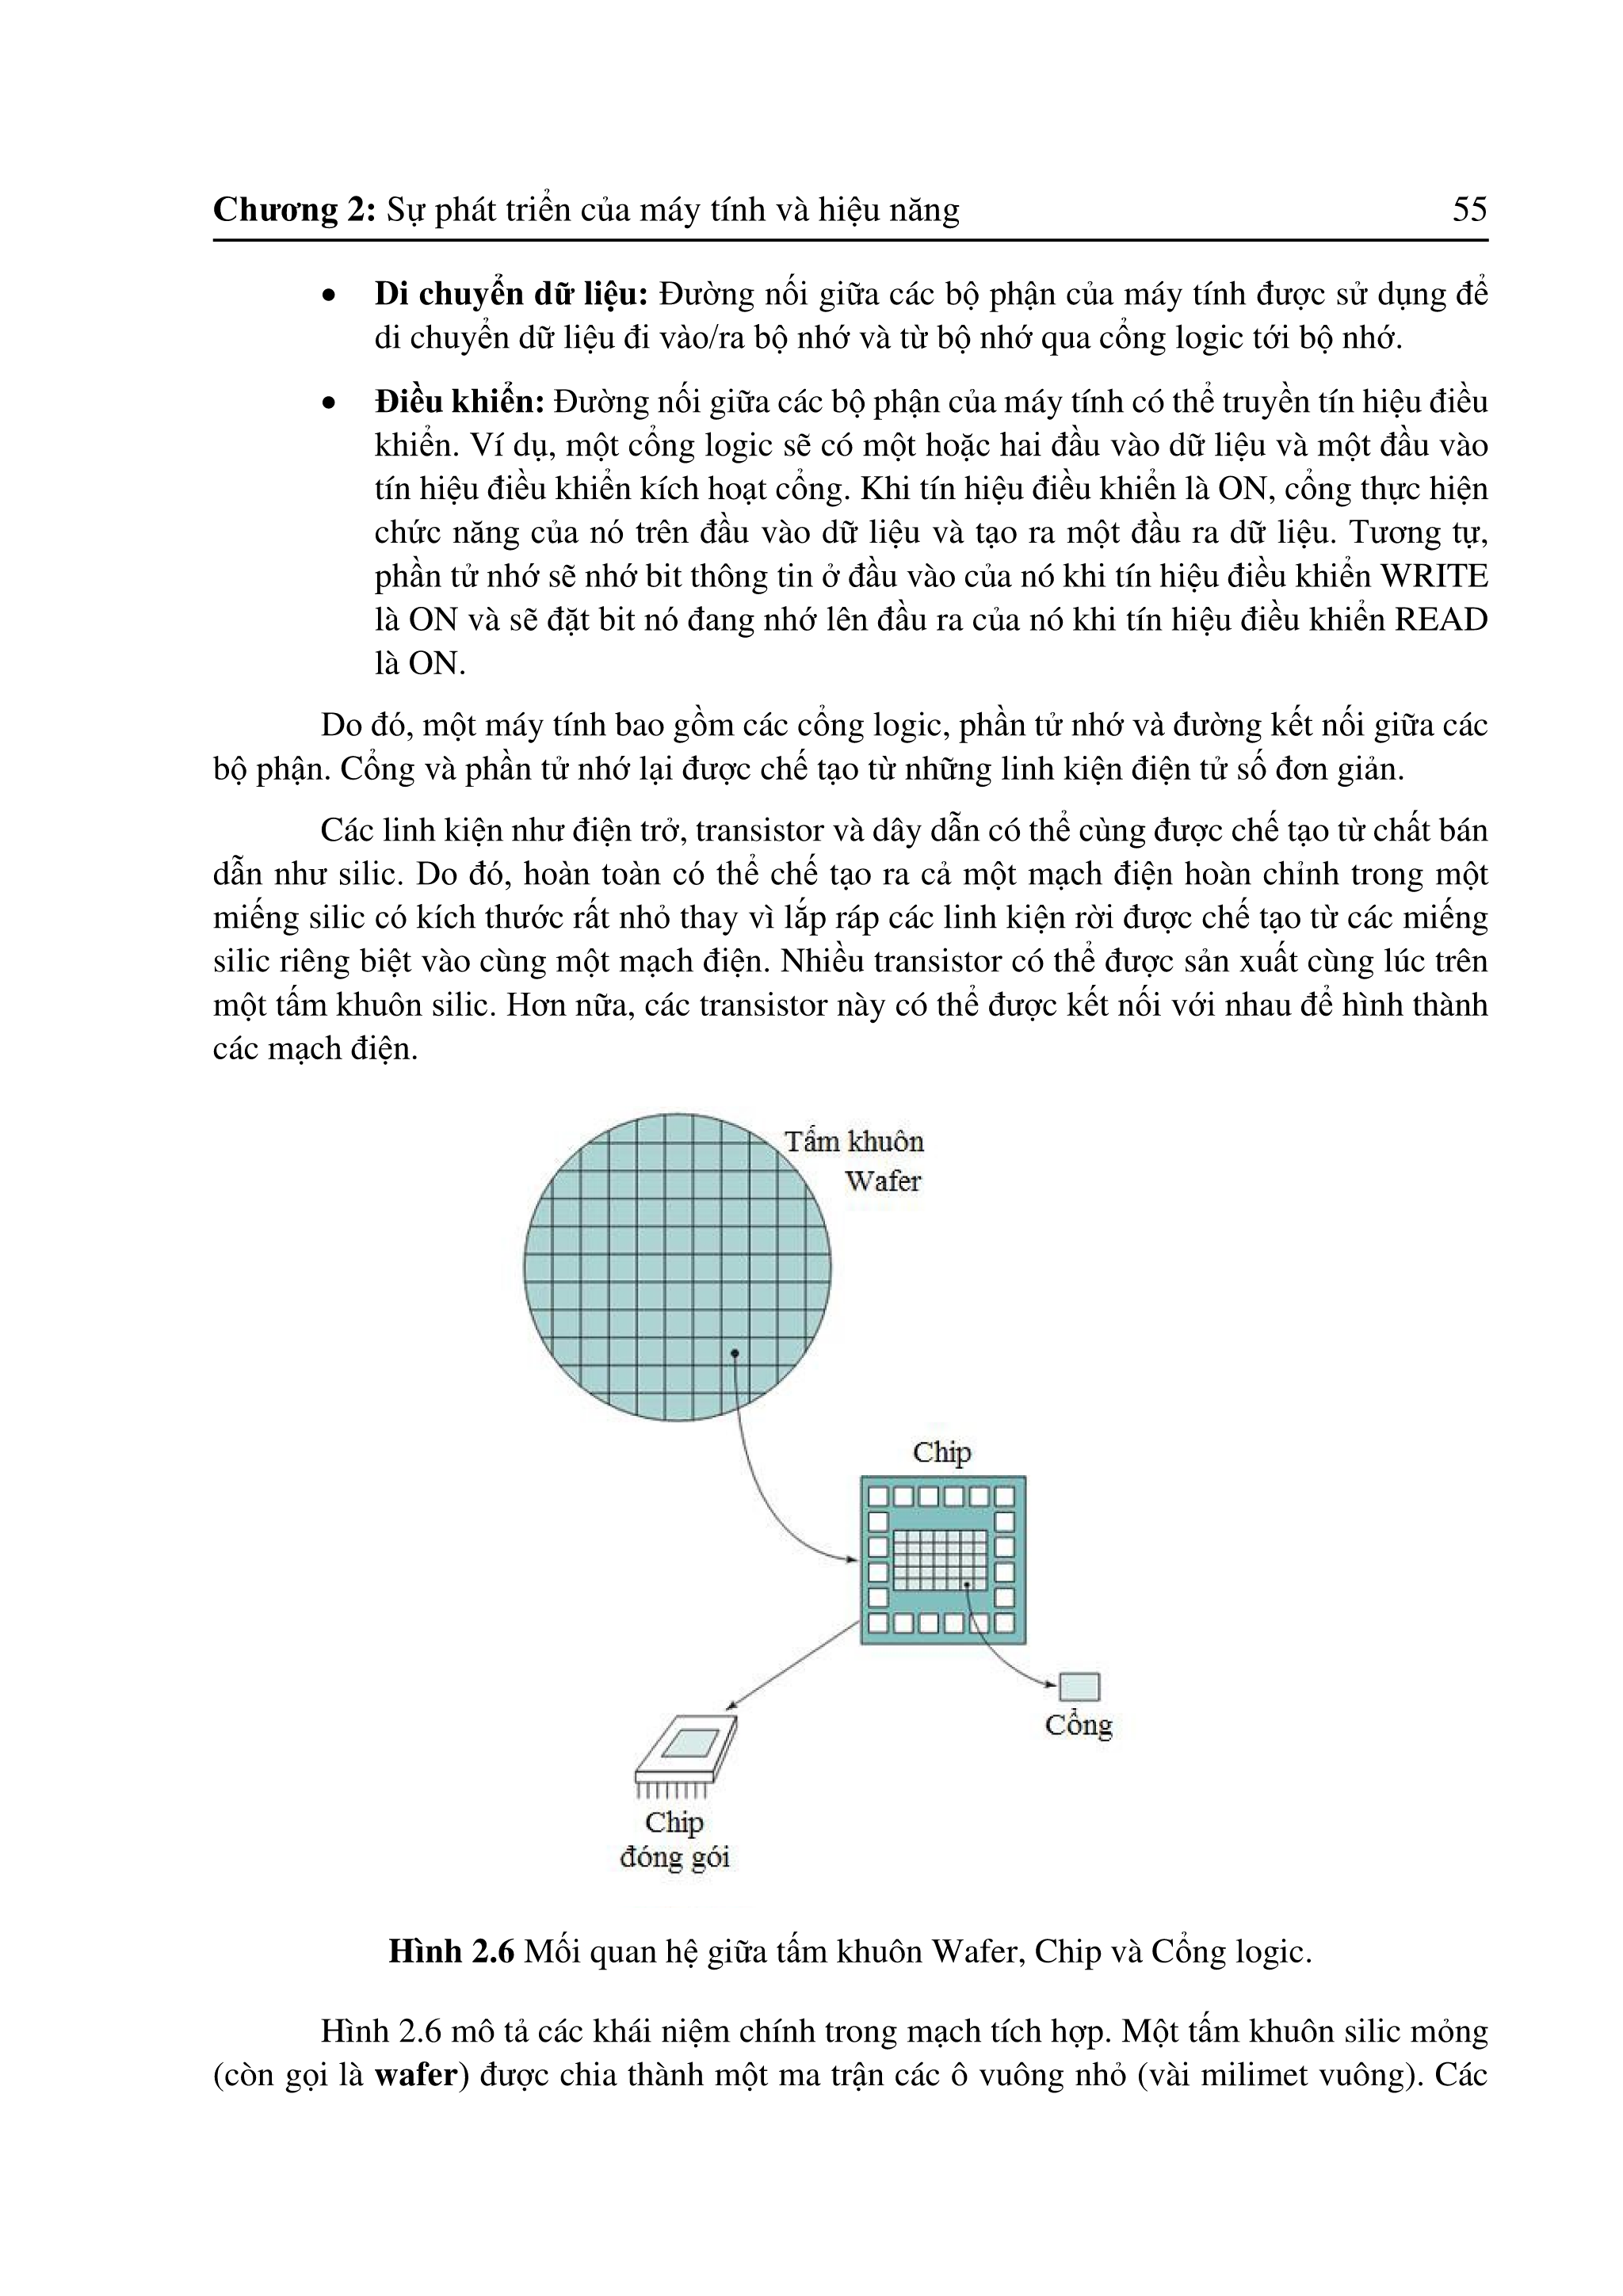 Chương 2: Sự phát triển của máy tính và hiệu năng 55
• Di chuyển dữ liệu: Đường nối giữa các bộ phận của máy tính được sử dụng để
di chuyển dữ liệu đi vào/ra bộ nhớ và từ bộ nhớ qua cổng logic tới bộ nhớ.
• Điều khiển: Đường nối giữa các bộ phận của máy tính có thể truyền tín hiệu điều
khiển. Ví dụ, một cổng logic sẽ có một hoặc hai đầu vào dữ liệu và một đầu vào
tín hiệu điều khiển kích hoạt cổng. Khi tín hiệu điều khiển là ON, cổng thực hiện
chức năng của nó trên đầu vào dữ liệu và tạo ra một đầu ra dữ liệu. Tương tự,
phần tử nhớ sẽ nhớ bit thông tin ở đầu vào của nó khi tín hiệu điều khiển WRITE
là ON và sẽ đặt bit nó đang nhớ lên đầu ra của nó khi tín hiệu điều khiển READ
là ON.
Do đó, một máy tính bao gồm các cổng logic, phần tử nhớ và đường kết nối giữa các
bộ phận. Cổng và phần tử nhớ lại được chế tạo từ những linh kiện điện tử số đơn giản.
Các linh kiện như điện trở, transistor và dây dẫn có thể cùng được chế tạo từ chất bán
dẫn như silic. Do đó, hoàn toàn có thể chế tạo ra cả một mạch điện hoàn chỉnh trong một
miếng silic có kích thước rất nhỏ thay vì lắp ráp các linh kiện rời được chế tạo từ các miếng
silic riêng biệt vào cùng một mạch điện. Nhiều transistor có thể được sản xuất cùng lúc trên
một tấm khuôn silic. Hơn nữa, các transistor này có thể được kết nối với nhau để hình thành
các mạch điện.
Tấm khuôn
Wafer
Chip
Cổng
Chip
đóng gói
Hình 2.6 Mối quan hệ giữa tấm khuôn Wafer, Chip và Cổng logic.
Hình 2.6 mô tả các khái niệm chính trong mạch tích hợp. Một tấm khuôn silic mỏng
(còn gọi là wafer) được chia thành một ma trận các ô vuông nhỏ (vài milimet vuông). Các